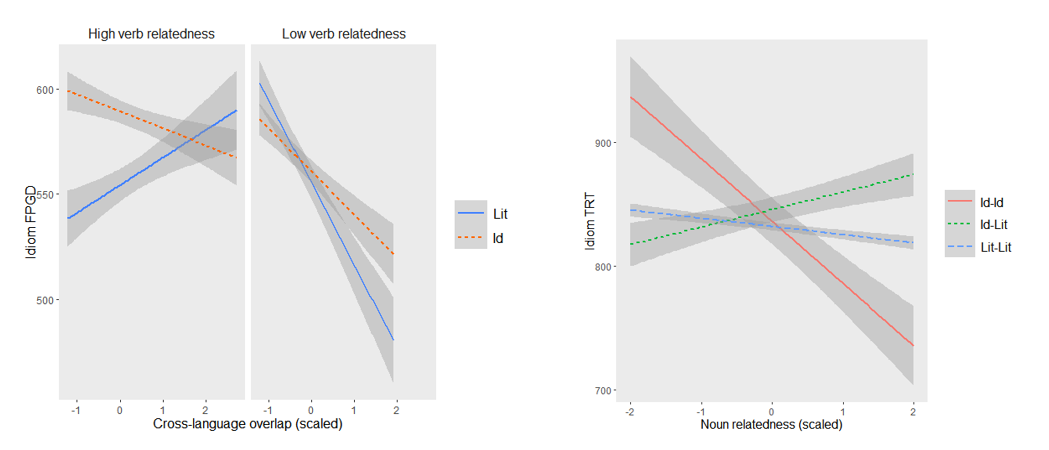 High verb relatedness
Low verb relatedness
Idiom FPGD
600
550
500
-1
0
1
2
-1
0
1
2
Cross-language overlap (scaled)
Lit
Id
Idiom TRT
900
800
700
-2
-1
0
1
2
Noun relatedness (scaled)
Id-Id
Id-Lit
Lit-Lit